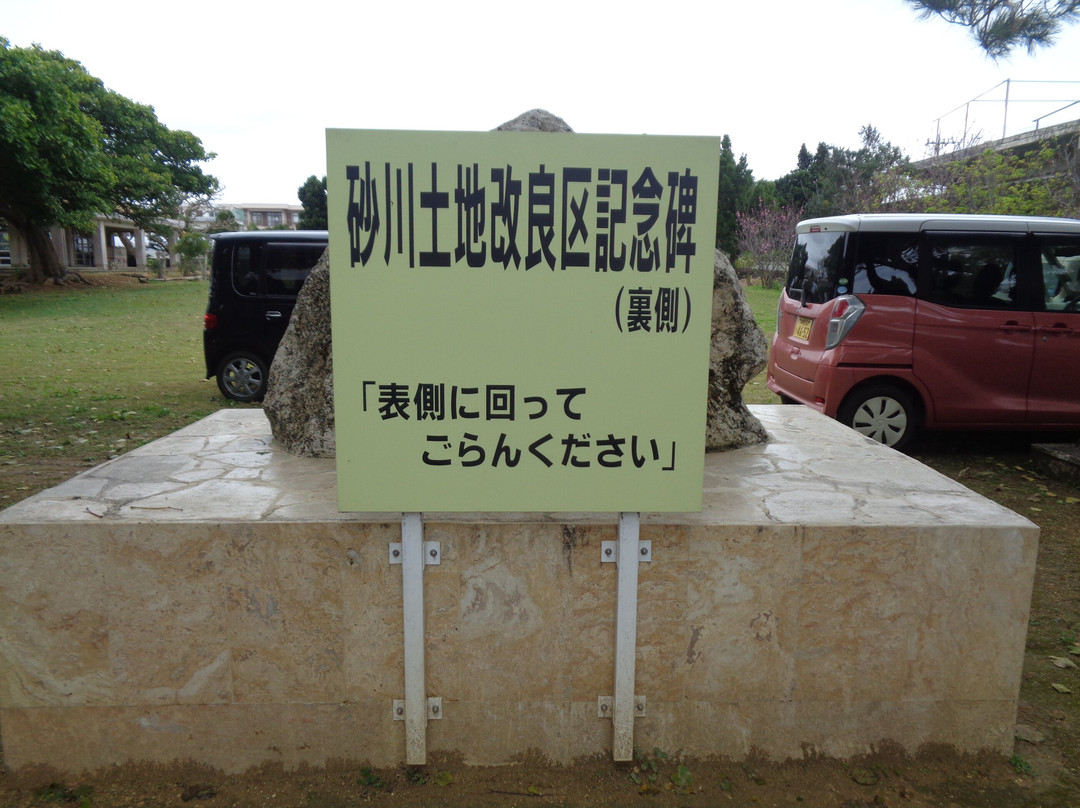 砂川土地改良区記念碑
（裏側）
「表側に回って
ごらんください」